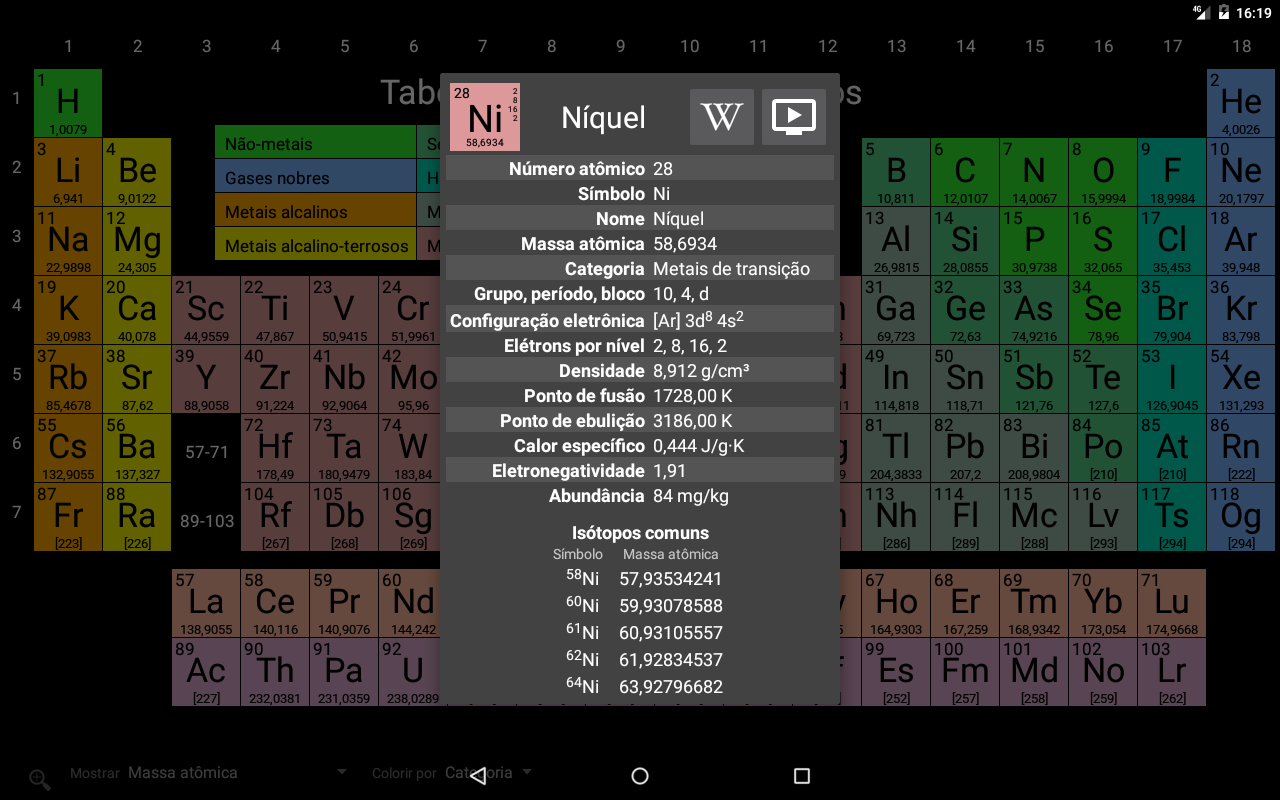 4G 16:19
1 2 3 4 5 6 7 8 9 10 11 12 13 14 15 16 17 18
1 2 3 4 5 6 7
Tabe
os
Não-metais
Gases nobres
Metais alcalinos
Metais alcalino-terrosos
S
H
M
M
1 H 1,0079
2 He 4,0026
3 Li 6,941
4 Be 9,0122
5 B 10,811
6 C 12,0107
7 N 14,0067
8 O 15,9994
9 F 18,9984
10 Ne 20,1797
11 Na 22,9898
12 Mg 24,305
13 Al 26,9815
14 Si 28,0855
15 P 30,9738
16 S 32,065
17 Cl 35,453
18 Ar 39,948
19 K 39,0983
20 Ca 40,078
21 Sc 44,9559
22 Ti 47,867
23 V 50,9415
24 Cr 51,9961
31 Ga 69,723
32 Ge 72,63
33 As 74,9216
34 Se 78,96
35 Br 79,904
36 Kr 83,798
37 Rb 85,4678
38 Sr 87,62
39 Y 88,9058
40 Zr 91,224
41 Nb 92,9064
42 Mo 95,96
49 In 114,818
50 Sn 118,71
51 Sb 121,76
52 Te 127,6
53 I 126,9045
54 Xe 131,293
55 Cs 132,9055
56 Ba 137,327
57-71
72 Hf 178,49
73 Ta 180,9479
74 W 183,84
81 Tl 204,3833
82 Pb 207,2
83 Bi 208,9804
84 Po [210]
85 At [210]
86 Rn [222]
87 Fr [223]
88 Ra [226]
89-103
104 Rf [267]
105 Db [268]
106 Sg [269]
113 Nh [286]
114 Fl [289]
115 Mc [288]
116 Lv [293]
117 Ts [294]
118 Og [294]
57 La 138,9055
58 Ce 140,116
59 Pr 140,9076
60 Nd 144,242
67 Ho 164,9303
68 Er 167,259
69 Tm 168,9342
70 Yb 173,054
71 Lu 174,9668
89 Ac [227]
90 Th 232,0381
91 Pa 231,0359
92 U 238,0289
99 Es [252]
100 Fm [257]
101 Md [258]
102 No [259]
103 Lr [262]
28 Ni 58,6934 2 8 16 2
Níquel
W
Número atômico 28
Símbolo Ni
Nome Níquel
Massa atômica 58,6934
Categoria Metais de transição
Grupo, período, bloco 10, 4, d
Configuração eletrônica [Ar] 3d⁸ 4s²
Elétrons por nível 2, 8, 16, 2
Densidade 8,912 g/cm³
Ponto de fusão 1728,00 K
Ponto de ebulição 3186,00 K
Calor específico 0,444 J/g·K
Eletronegatividade 1,91
Abundância 84 mg/kg
Isótopos comuns
Símbolo Massa atômica
⁵⁸Ni 57,93534241
⁶⁰Ni 59,93078588
⁶¹Ni 60,93105557
⁶²Ni 61,92834537
⁶⁴Ni 63,92796682
Mostrar Massa atômica
Colorir por Categoria